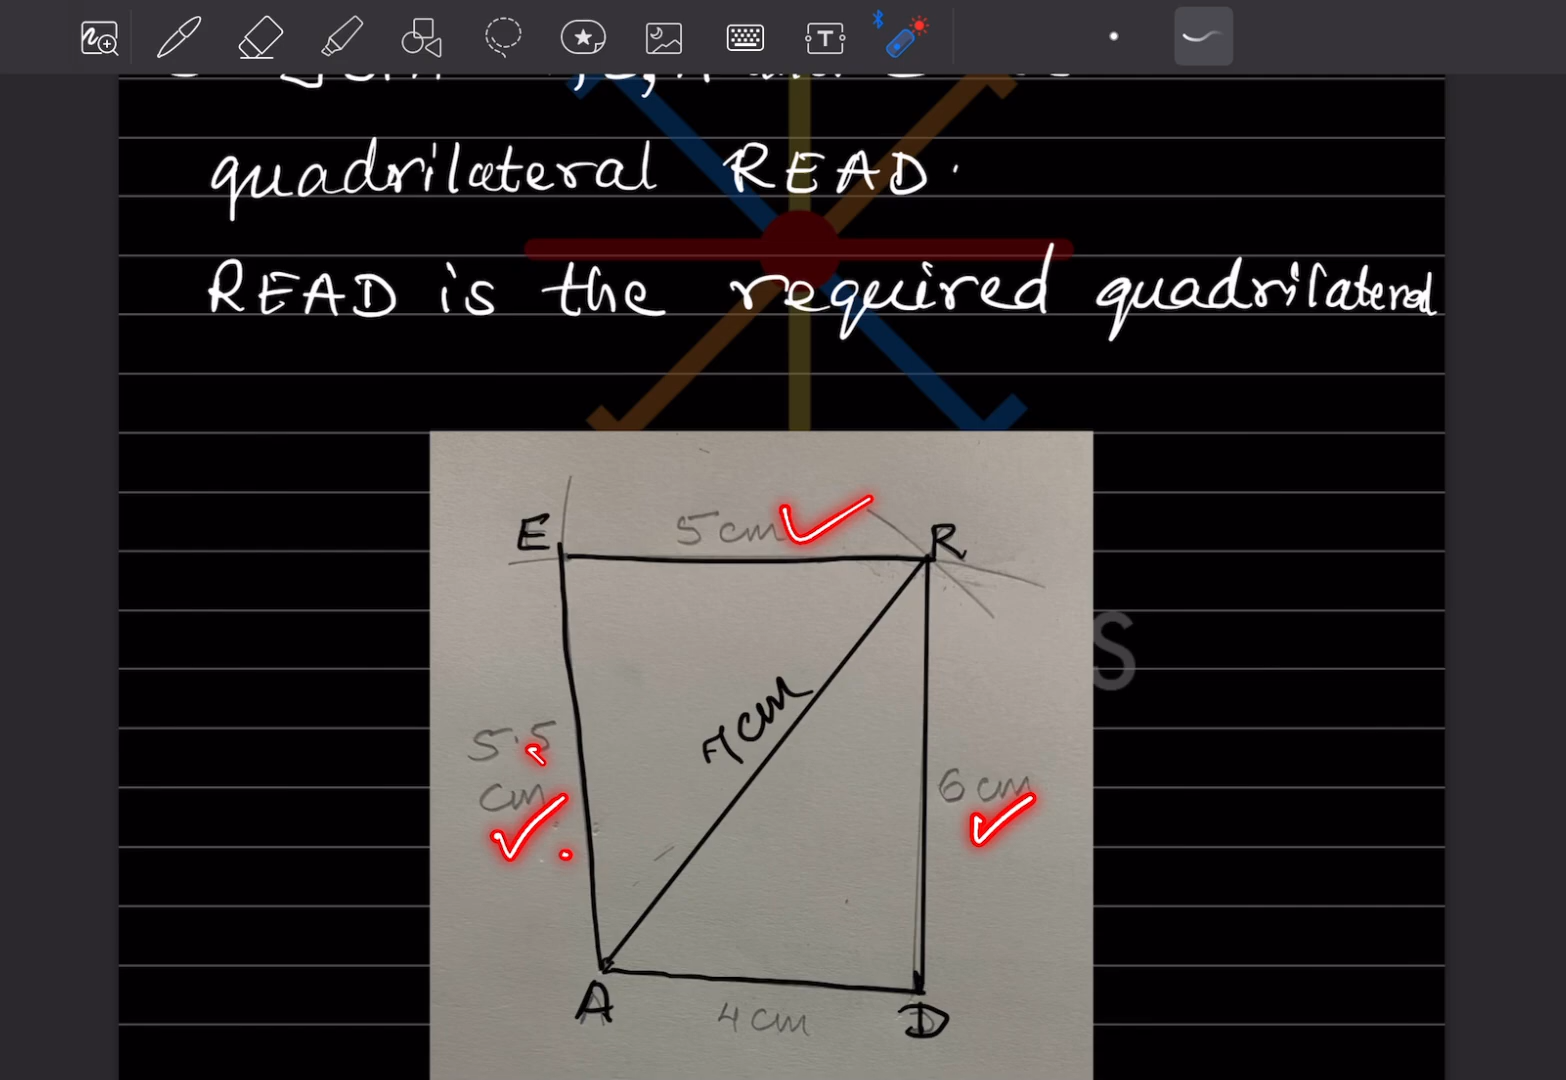 quadrilateral READ.
READ is the required quadrilateral
E 5 cm R
7 cm
5.5
cm
6 cm
A 4 cm D
S